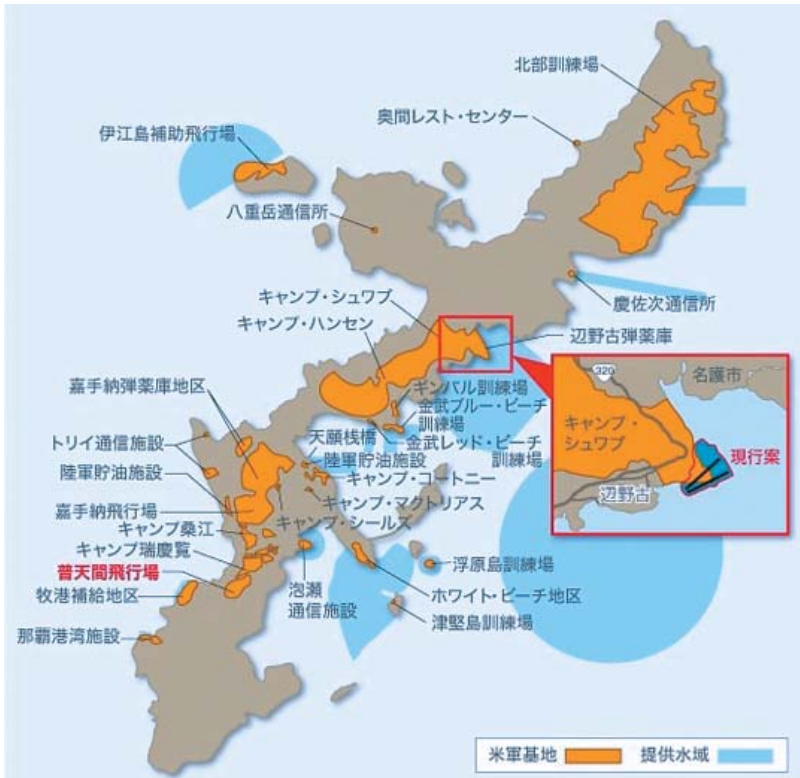 北部訓練場
奥間レスト・センター
伊江島補助飛行場
八重岳通信所
慶佐次通信所
キャンプ・シュワブ
キャンプ・ハンセン
辺野古弾薬庫
320
名護市
キャンプ・
シュワブ
現行案
辺野古
嘉手納弾薬庫地区
ギンバル訓練場
金武ブルー・ビーチ
訓練場
金武レッド・ビーチ
訓練場
天願桟橋
トリイ通信施設
陸軍貯油施設
陸軍貯油施設
キャンプ・コートニー
キャンプ・マクトリアス
嘉手納飛行場
キャンプ・シールズ
キャンプ桑江
キャンプ瑞慶覧
普天間飛行場
泡瀬
通信施設
浮原島訓練場
牧港補給地区
ホワイト・ビーチ地区
津堅島訓練場
那覇港湾施設
米軍基地
提供水域